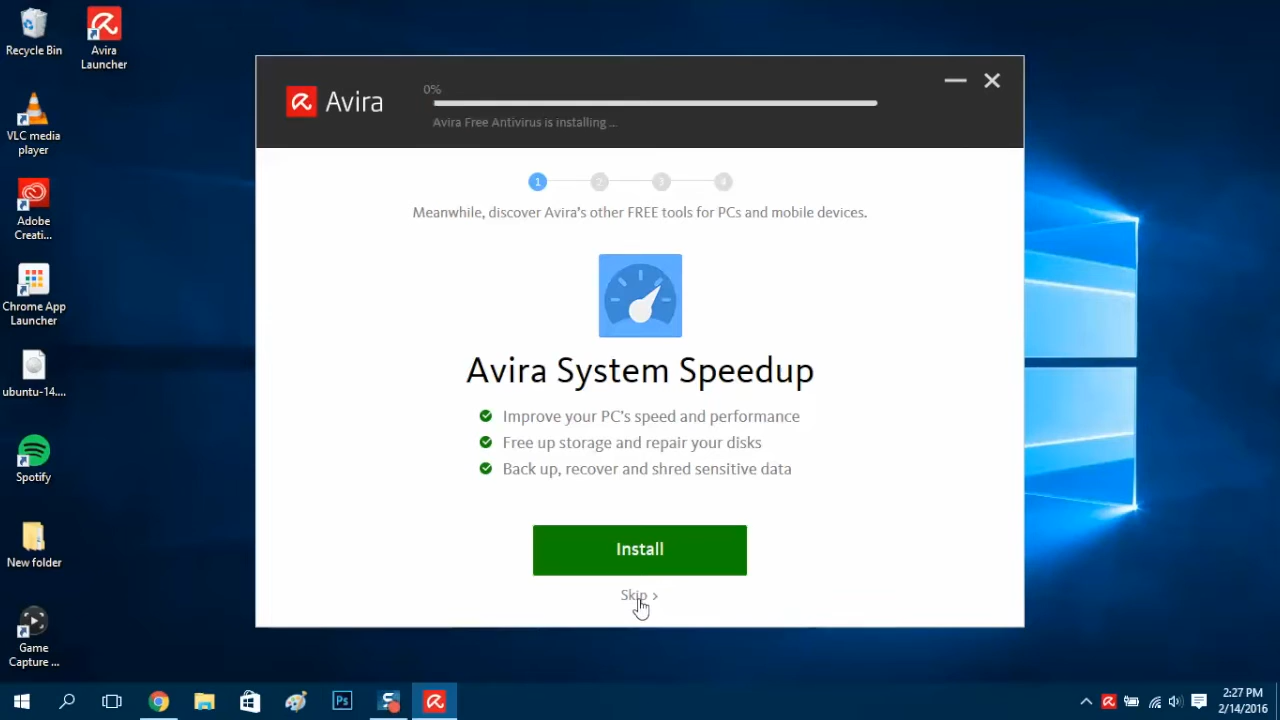 Recycle Bin
Avira
Launcher
VLC media
player
Adobe
Creati...
Chrome App
Launcher
ubuntu-14....
Spotify
New folder
Game
Capture ...
Avira
0%
Avira Free Antivirus is installing ...
1
2
3
4
Meanwhile, discover Avira's other FREE tools for PCs and mobile devices.
Avira System Speedup
Improve your PC's speed and performance
Free up storage and repair your disks
Back up, recover and shred sensitive data
Install
Skip >
Ps
2:27 PM
2/14/2016